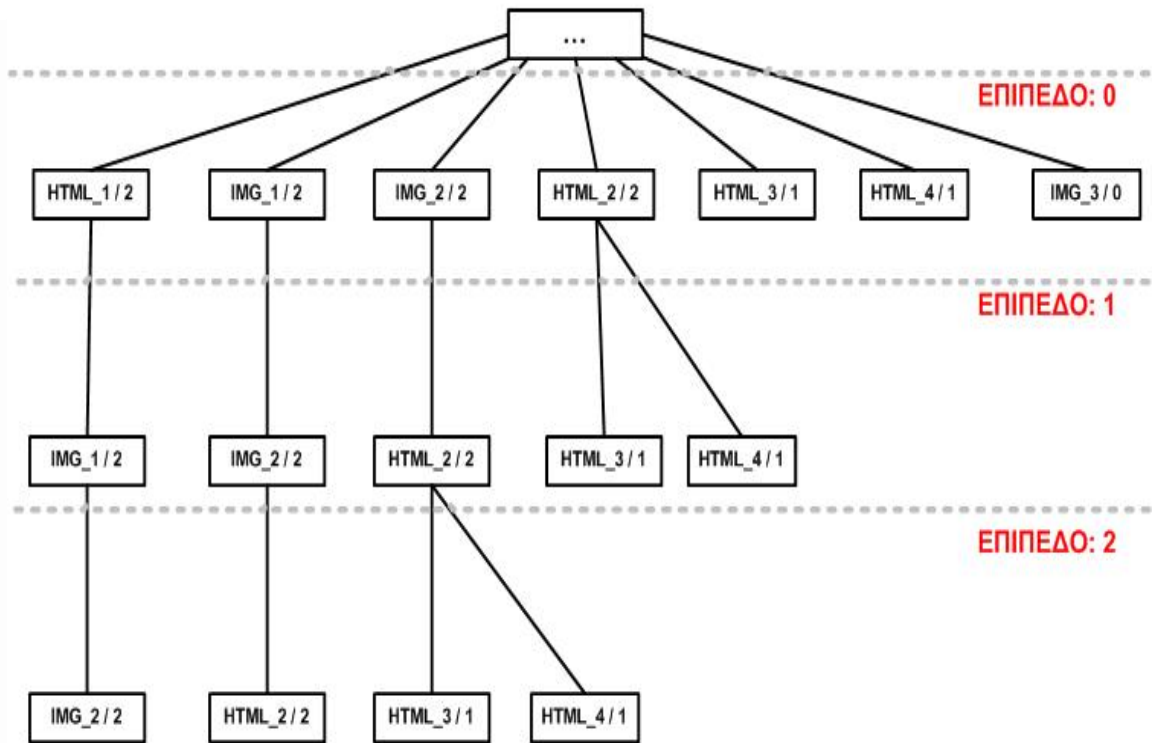 ...
ΕΠΙΠΕΔΟ: 0
HTML_1 / 2
IMG_1 / 2
IMG_2 / 2
HTML_2 / 2
HTML_3 / 1
HTML_4 / 1
IMG_3 / 0
ΕΠΙΠΕΔΟ: 1
IMG_1 / 2
IMG_2 / 2
HTML_2 / 2
HTML_3 / 1
HTML_4 / 1
ΕΠΙΠΕΔΟ: 2
IMG_2 / 2
HTML_2 / 2
HTML_3 / 1
HTML_4 / 1